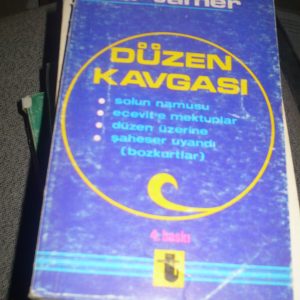 DÜZEN
KAVGASI
• solun namusu
• ecevit'e mektuplar
• düzen üzerine
• şaheser uyandı
(bozkurtlar)
4. baskı
t